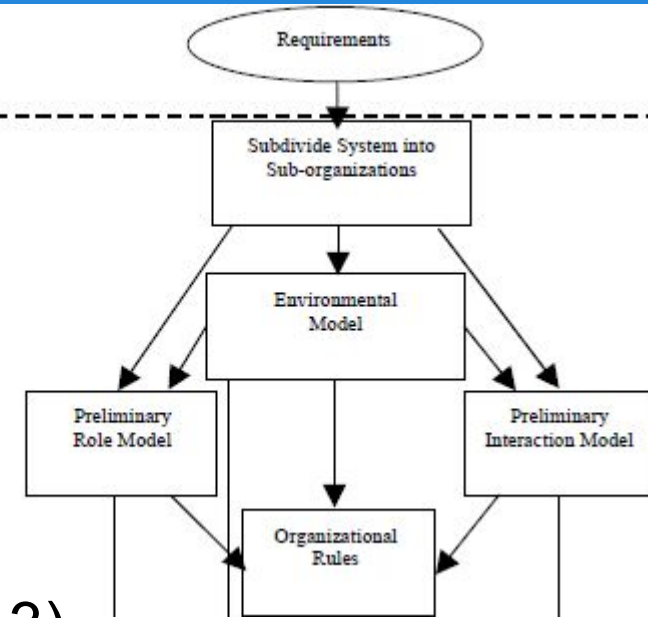 Requirements
Subdivide System into
Sub-organizations
Environmental
Model
Preliminary
Role Model
Preliminary
Interaction Model
Organizational
Rules